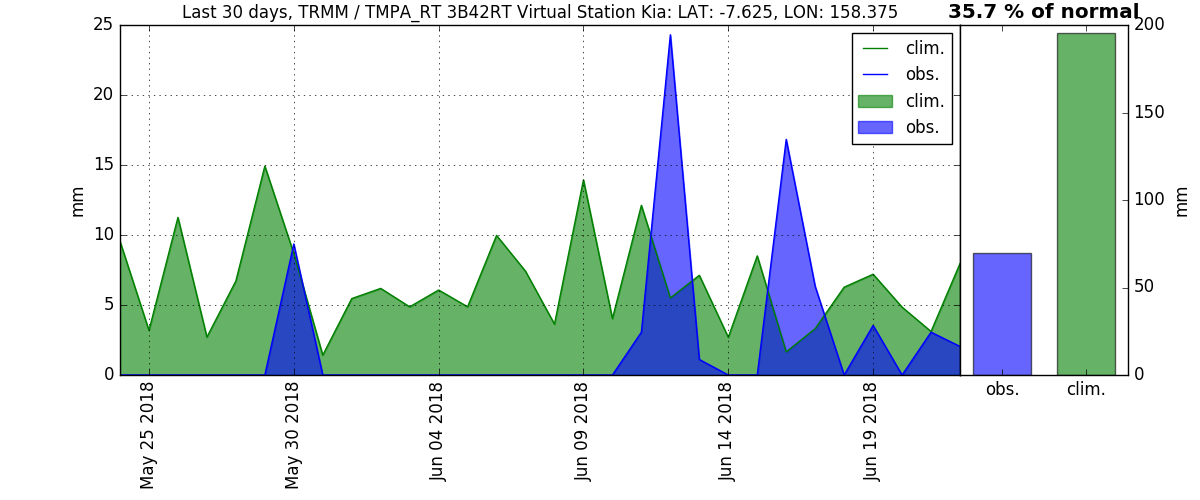 Last 30 days, TRMM / TMPA_RT 3B42RT Virtual Station Kia: LAT: -7.625, LON: 158.375
35.7 % of normal
25
20
15
10
5
0
mm
clim.
obs.
clim.
obs.
200
150
100
50
0
mm
obs.
clim.
May 25 2018
May 30 2018
Jun 04 2018
Jun 09 2018
Jun 14 2018
Jun 19 2018